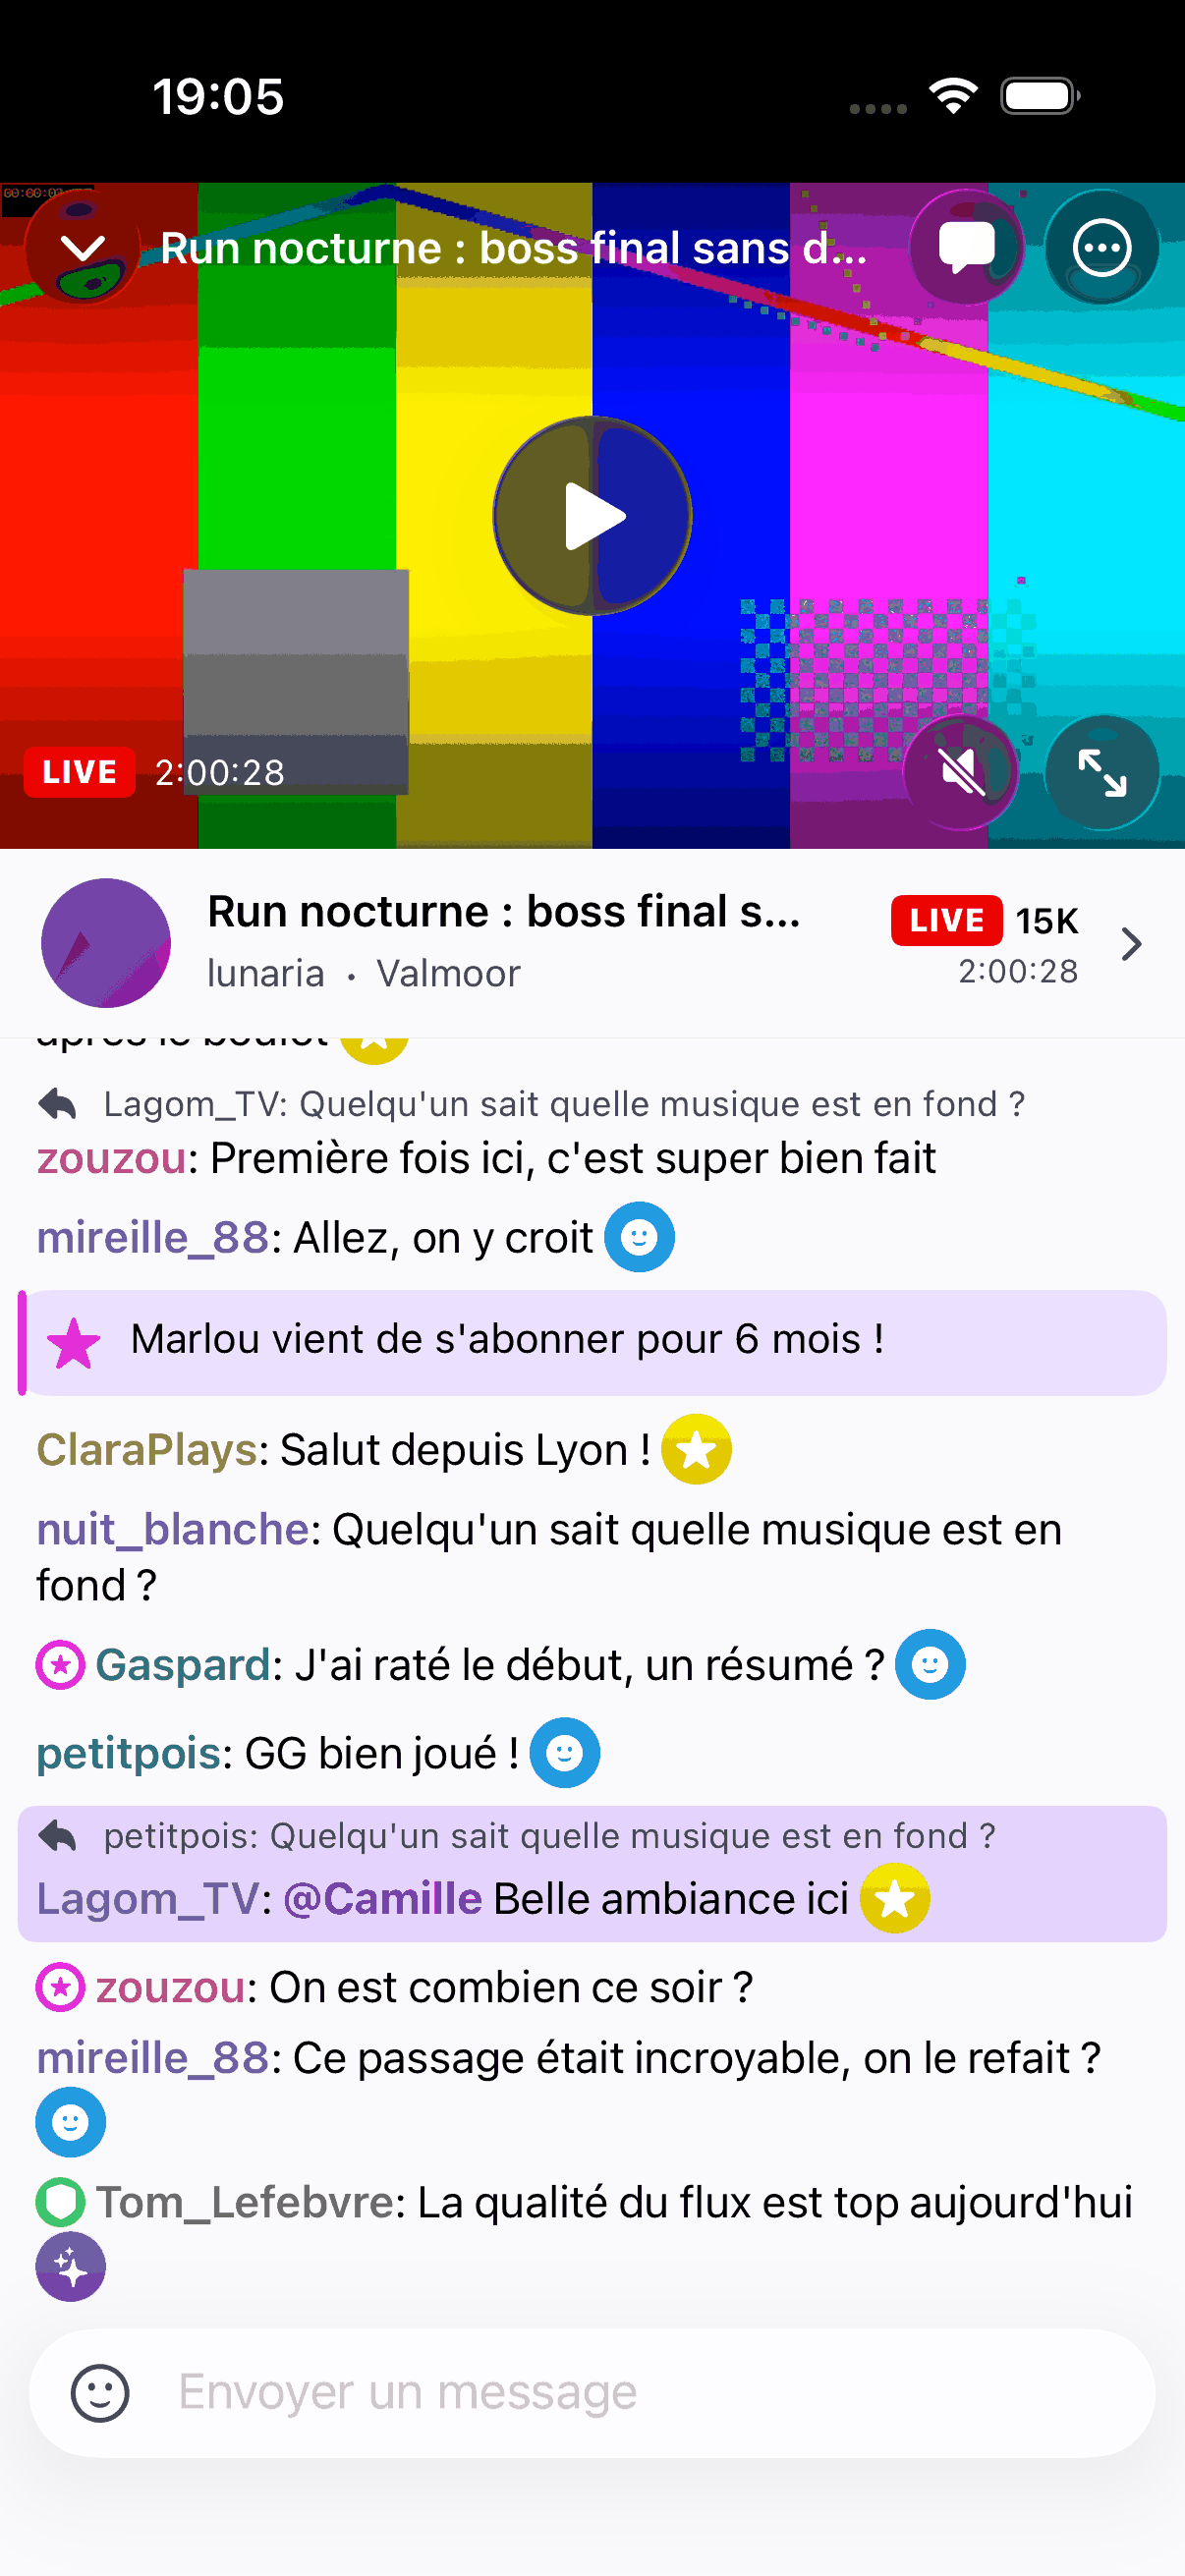 19:05
Run nocturne : boss final sans d...
LIVE 2:00:28
Run nocturne : boss final s...
LIVE 15K
lunaria • Valmoor
2:00:28
après le boulot
Lagom_TV: Quelqu'un sait quelle musique est en fond ?
zouzou: Première fois ici, c'est super bien fait
mireille_88: Allez, on y croit
Marlou vient de s'abonner pour 6 mois !
ClaraPlays: Salut depuis Lyon !
nuit_blanche: Quelqu'un sait quelle musique est en
fond ?
Gaspard: J'ai raté le début, un résumé ?
petitpois: GG bien joué !
petitpois: Quelqu'un sait quelle musique est en fond ?
Lagom_TV: @Camille Belle ambiance ici
zouzou: On est combien ce soir ?
mireille_88: Ce passage était incroyable, on le refait ?
Tom_Lefebvre: La qualité du flux est top aujourd'hui
Envoyer un message